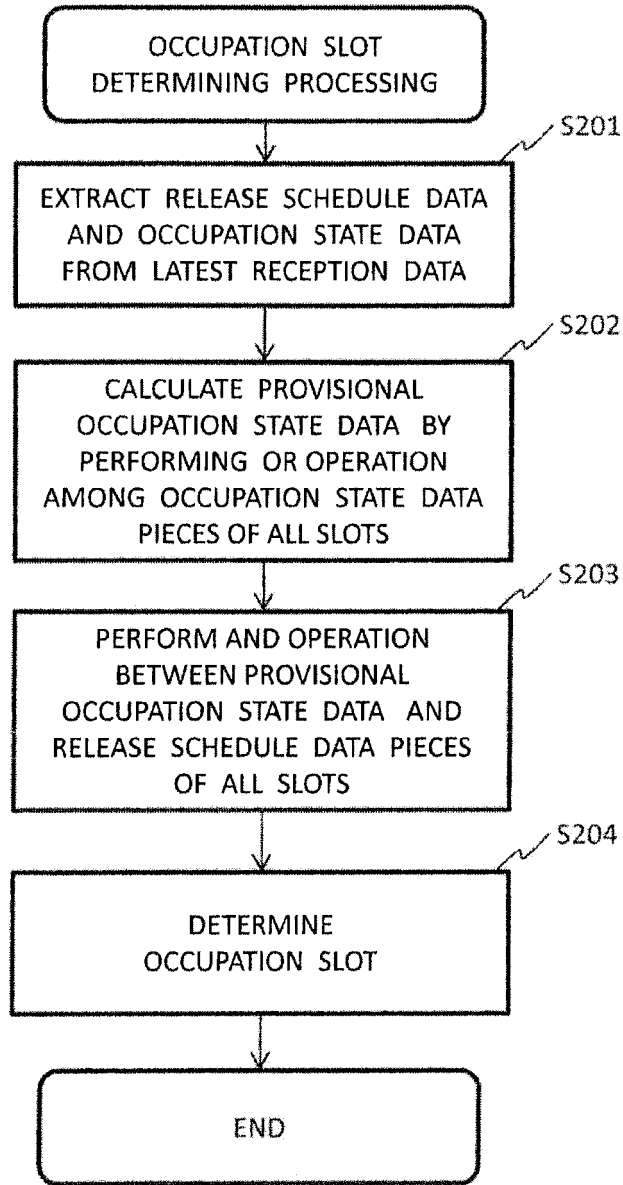 OCCUPATION SLOT
DETERMINING PROCESSING
S201
EXTRACT RELEASE SCHEDULE DATA
AND OCCUPATION STATE DATA
FROM LATEST RECEPTION DATA
S202
CALCULATE PROVISIONAL
OCCUPATION STATE DATA BY
PERFORMING OR OPERATION
AMONG OCCUPATION STATE DATA
PIECES OF ALL SLOTS
S203
PERFORM AND OPERATION
BETWEEN PROVISIONAL
OCCUPATION STATE DATA AND
RELEASE SCHEDULE DATA PIECES
OF ALL SLOTS
S204
DETERMINE
OCCUPATION SLOT
END